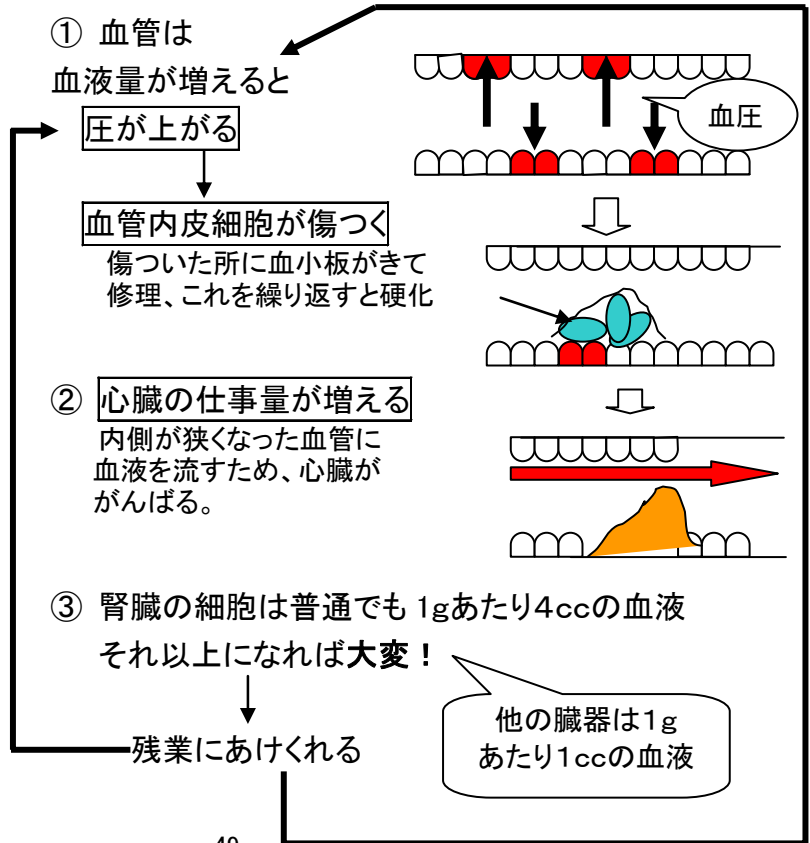 ① 血管は
血液量が増えると
圧が上がる
血管内皮細胞が傷つく
傷ついた所に血小板がきて
修理、これを繰り返すと硬化
血圧
② 心臓の仕事量が増える
内側が狭くなった血管に
血液を流すため、心臓が
がんばる。
③ 腎臓の細胞は普通でも1gあたり4ccの血液
それ以上になれば大変！
他の臓器は1g
あたり1ccの血液
残業にあけくれる